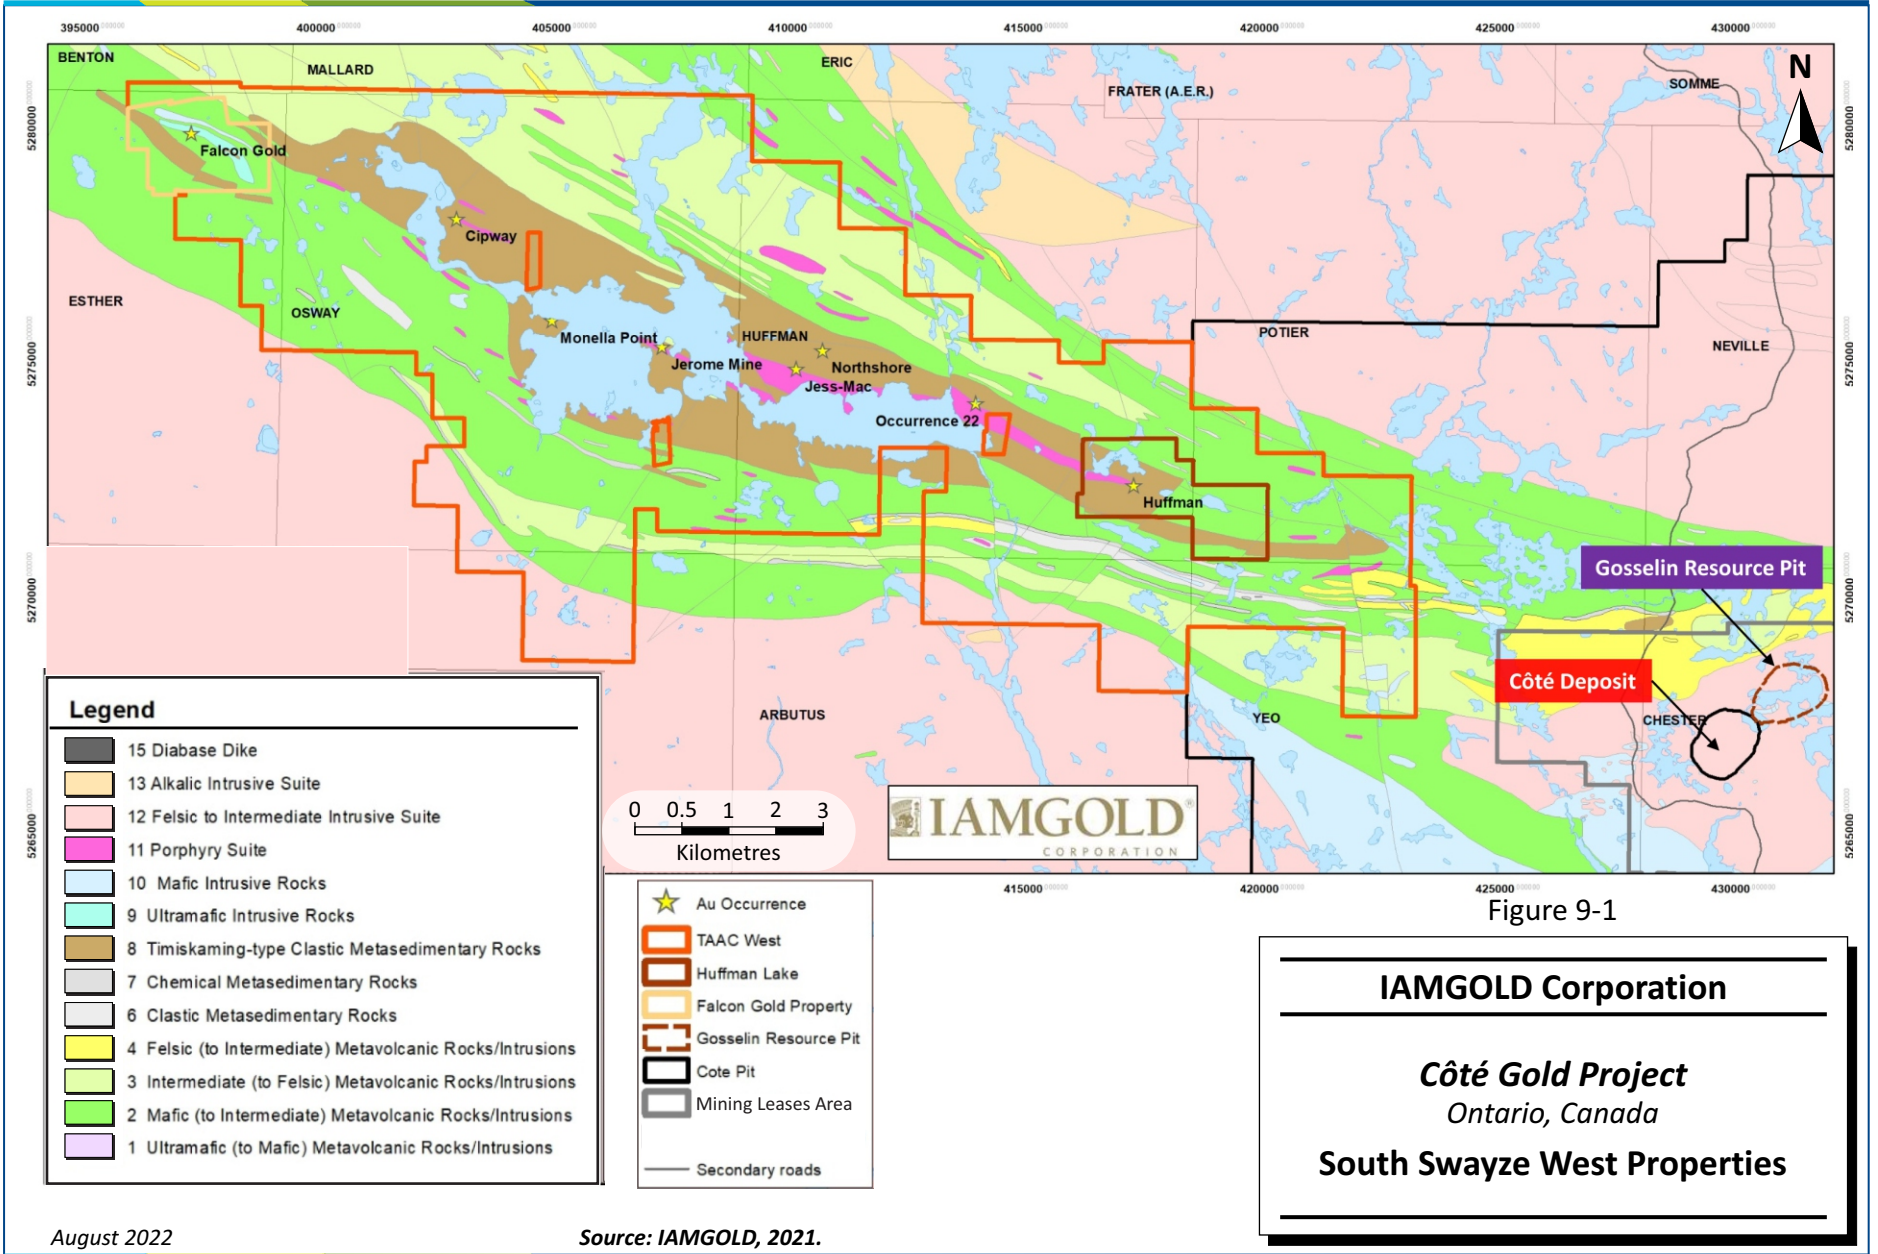 395000 400000 405000 410000 415000 420000 425000 430000
BENTON
MALLARD
ERIC
FRATER (A.E.R.)
SOMME
N
5280000
5280000
Falcon Gold
Cipway
ESTHER
OSWAY
Monella Point
HUFFMAN
Jerome Mine
Northshore
Jess-Mac
POTIER
NEVILLE
5275000
5275000
Occurrence 22
Huffman
Gosselin Resource Pit
5270000
5270000
Côté Deposit
ARBUTUS
YEO
CHESTER
5265000
5265000
Legend
15 Diabase Dike
13 Alkalic Intrusive Suite
12 Felsic to Intermediate Intrusive Suite
11 Porphyry Suite
10 Mafic Intrusive Rocks
9 Ultramafic Intrusive Rocks
8 Timiskaming-type Clastic Metasedimentary Rocks
7 Chemical Metasedimentary Rocks
6 Clastic Metasedimentary Rocks
4 Felsic (to Intermediate) Metavolcanic Rocks/Intrusions
3 Intermediate (to Felsic) Metavolcanic Rocks/Intrusions
2 Mafic (to Intermediate) Metavolcanic Rocks/Intrusions
1 Ultramafic (to Mafic) Metavolcanic Rocks/Intrusions
0 0.5 1 2 3
Kilometres
IAMGOLD®
CORPORATION
415000 420000 425000 430000
Au Occurrence
TAAC West
Huffman Lake
Falcon Gold Property
Gosselin Resource Pit
Cote Pit
Mining Leases Area
Secondary roads
Figure 9-1
IAMGOLD Corporation
Côté Gold Project
Ontario, Canada
South Swayze West Properties
August 2022
Source: IAMGOLD, 2021.